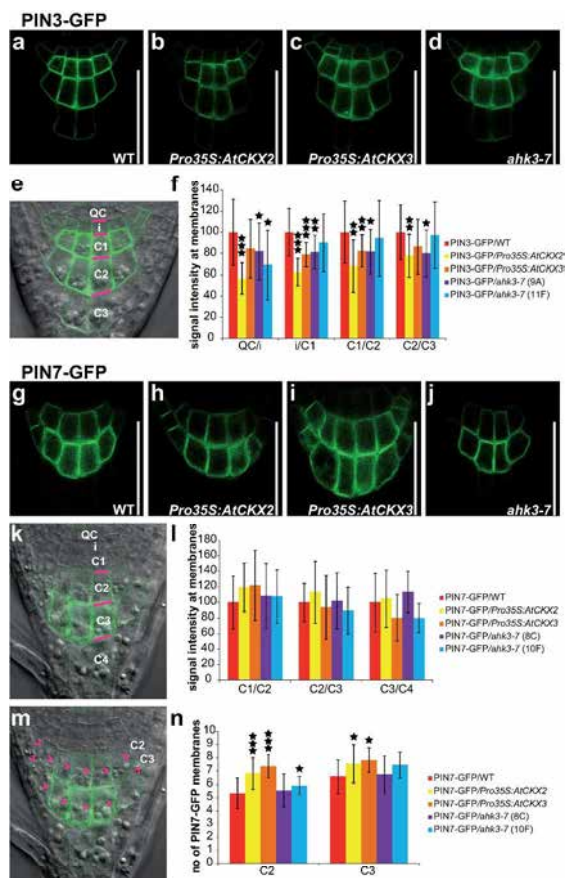 PIN3-GFP
a
b
c
d
WT
Pro35S:AtCKX2
Pro35S:AtCKX3
ahk3-7
e
QC
i
C1
C2
C3
f
signal intensity at membranes
140
120
100
80
60
40
20
0
QC/i
i/C1
C1/C2
C2/C3
PIN3-GFP/WT
PIN3-GFP/Pro35S:AtCKX2
PIN3-GFP/Pro35S:AtCKX3
PIN3-GFP/ahk3-7 (9A)
PIN3-GFP/ahk3-7 (11F)
PIN7-GFP
g
h
i
j
WT
Pro35S:AtCKX2
Pro35S:AtCKX3
ahk3-7
k
QC
i
C1
C2
C3
C4
l
signal intensity at membranes
180
160
140
120
100
80
60
40
20
0
C1/C2
C2/C3
C3/C4
PIN7-GFP/WT
PIN7-GFP/Pro35S:AtCKX2
PIN7-GFP/Pro35S:AtCKX3
PIN7-GFP/ahk3-7 (8C)
PIN7-GFP/ahk3-7 (10F)
m
C2
C3
n
no of PIN7-GFP membranes
10
9
8
7
6
5
4
3
2
1
0
C2
C3
PIN7-GFP/WT
PIN7-GFP/Pro35S:AtCKX2
PIN7-GFP/Pro35S:AtCKX3
PIN7-GFP/ahk3-7 (8C)
PIN7-GFP/ahk3-7 (10F)